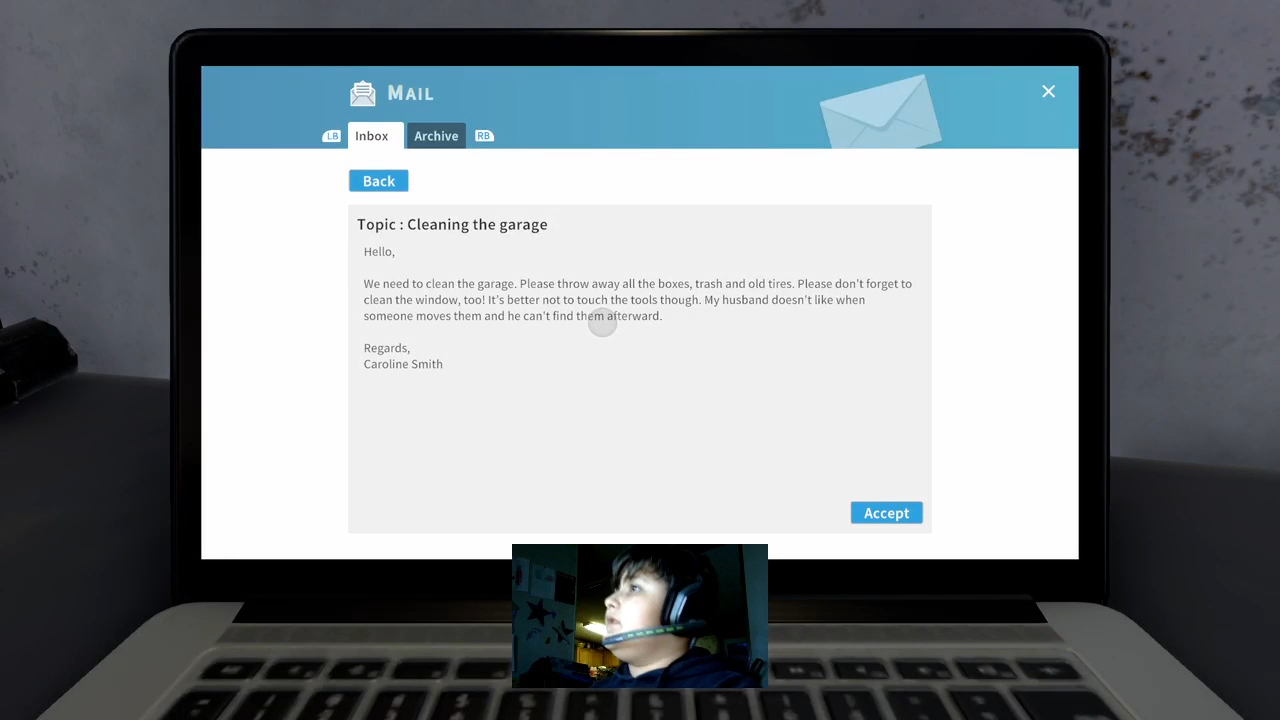 MAIL
LB Inbox Archive RB
Back
Topic : Cleaning the garage
Hello,
We need to clean the garage. Please throw away all the boxes, trash and old tires. Please don't forget to
clean the window, too! It's better not to touch the tools though. My husband doesn't like when
someone moves them and he can't find them afterward.
Regards,
Caroline Smith
Accept